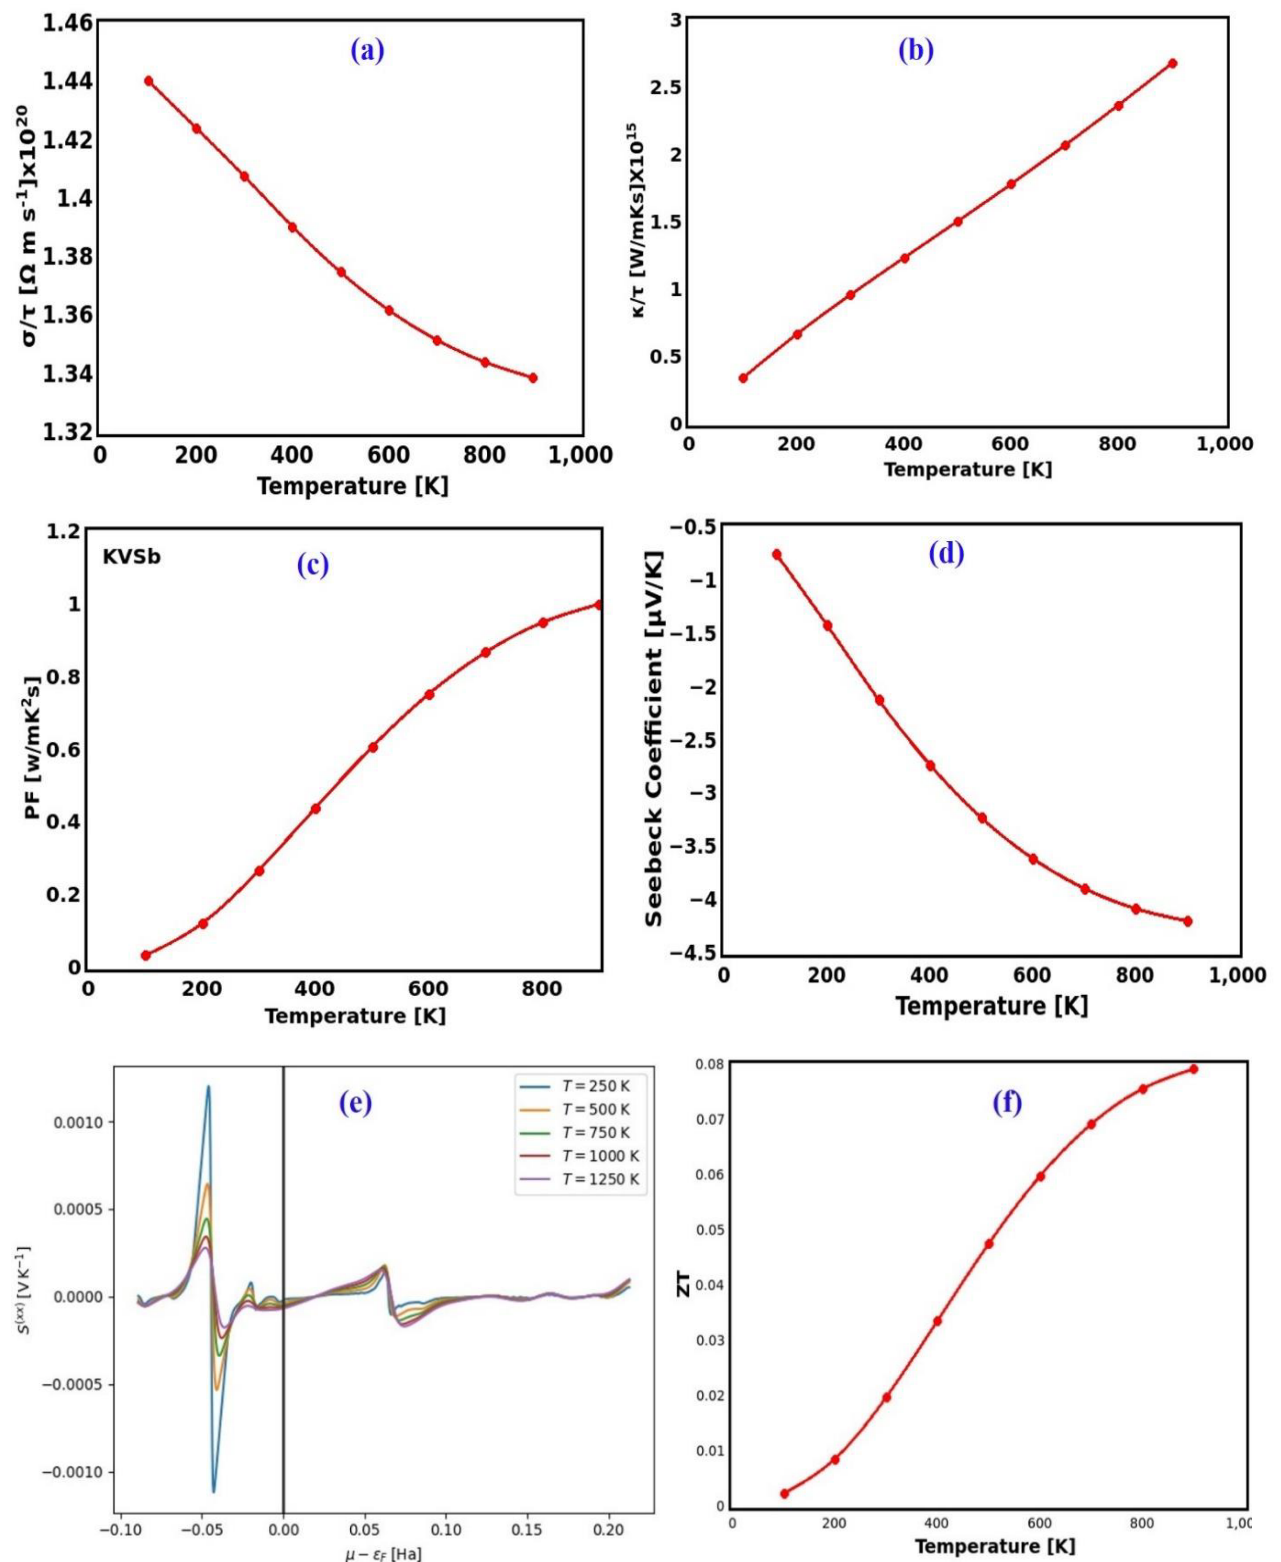 (a)
1.46
1.44
1.42
1.4
1.38
1.36
1.34
1.32
σ/τ [Ω m s⁻¹]x10²⁰
0 200 400 600 800 1,000
Temperature [K]
(b)
3
2.5
2
1.5
1
0.5
0
κ/τ [W/mKs]X10¹⁵
0 200 400 600 800 1,000
Temperature [K]
KVSb
(c)
1.2
1
0.8
0.6
0.4
0.2
0
PF [w/mK²s]
0 200 400 600 800
Temperature [K]
(d)
−0.5
−1
−1.5
−2
−2.5
−3
−3.5
−4
−4.5
Seebeck Coefficient [μV/K]
0 200 400 600 800 1,000
Temperature [K]
(e)
T = 250 K
T = 500 K
T = 750 K
T = 1000 K
T = 1250 K
0.0010
0.0005
0.0000
−0.0005
−0.0010
S⁽ˣˣ⁾ [V K⁻¹]
−0.10 −0.05 0.00 0.05 0.10 0.15 0.20
μ − ε_F [Ha]
(f)
0.08
0.07
0.06
0.05
0.04
0.03
0.02
0.01
0
ZT
0 200 400 600 800 1,00
Temperature [K]